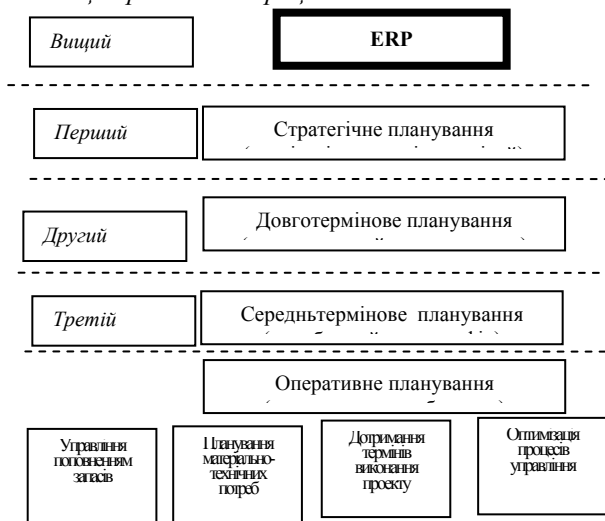 Вищий
ERP
Перший
Стратегічне планування
Другий
Довготермінове планування
Третій
Середньтермінове планування
Оперативне планування
Управління
поповненням
запасів
Планування
матеріально-
технічних
потреб
Дотримання
термінів
виконання
проекту
Оптимізація
процесів
управління